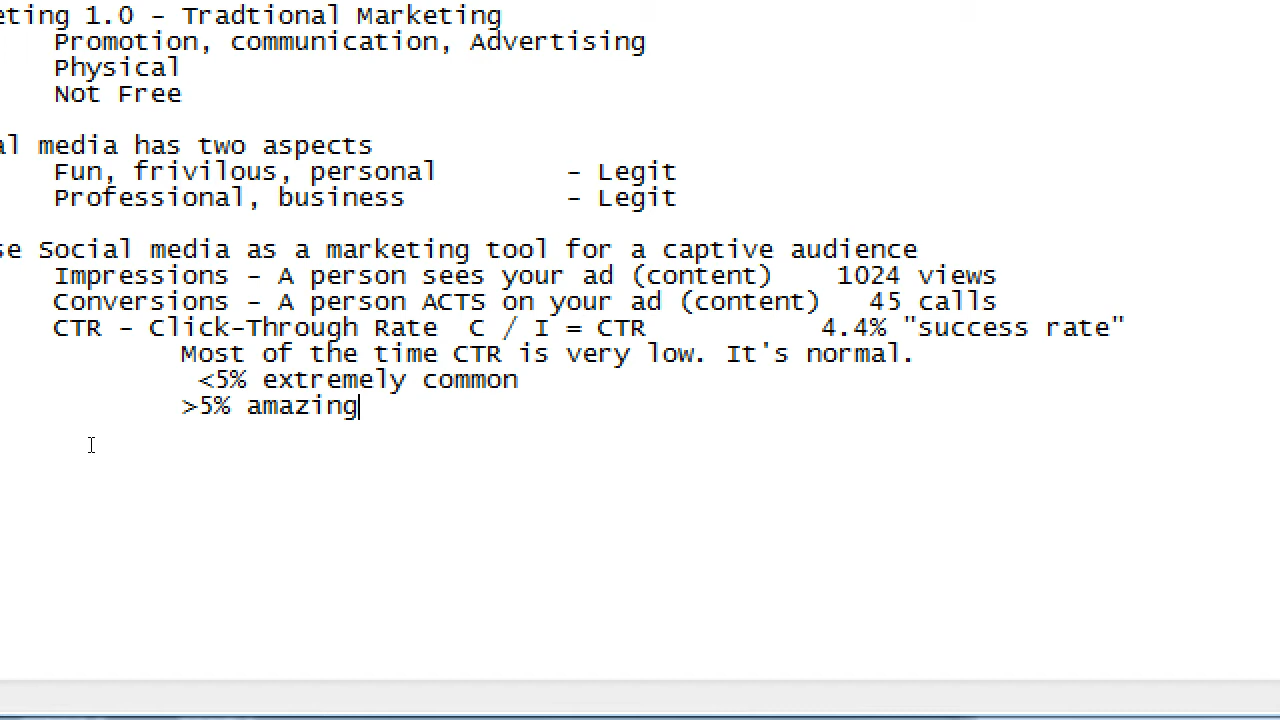 eting 1.0 - Tradtional Marketing
Promotion, communication, Advertising
Physical
Not Free
al media has two aspects
Fun, frivilous, personal - Legit
Professional, business - Legit
se Social media as a marketing tool for a captive audience
Impressions - A person sees your ad (content) 1024 views
Conversions - A person ACTS on your ad (content) 45 calls
CTR - Click-Through Rate C / I = CTR 4.4% "success rate"
Most of the time CTR is very low. It's normal.
<5% extremely common
>5% amazing